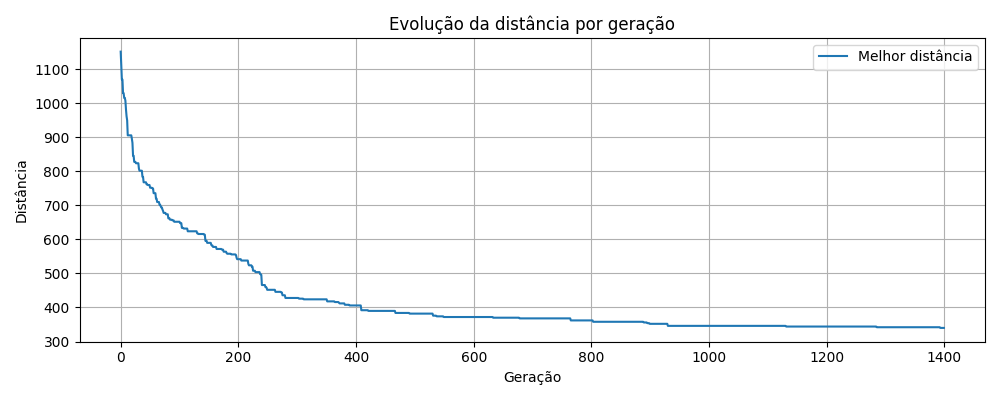 Evolução da distância por geração
Melhor distância
Distância
1100
1000
900
800
700
600
500
400
300
0 200 400 600 800 1000 1200 1400
Geração